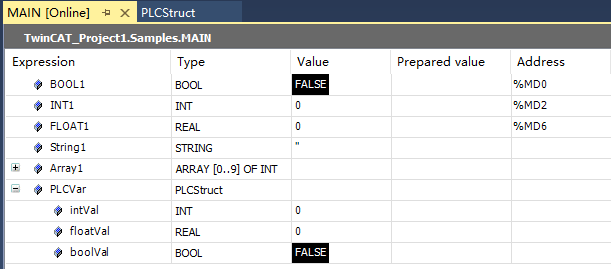 MAIN [Online] PLCStruct
TwinCAT_Project1.Samples.MAIN
Expression Type Value Prepared value Address
BOOL1 BOOL FALSE %MD0
INT1 INT 0 %MD2
FLOAT1 REAL 0 %MD6
String1 STRING ''
Array1 ARRAY [0..9] OF INT
PLCVar PLCStruct
intVal INT 0
floatVal REAL 0
boolVal BOOL FALSE